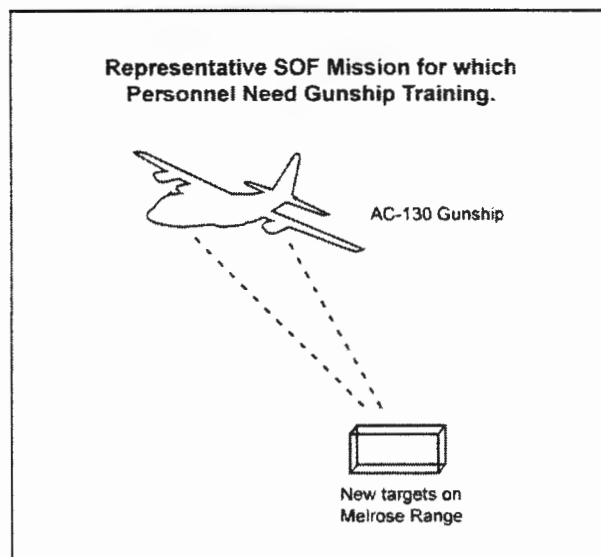 Representative SOF Mission for which
Personnel Need Gunship Training.
AC-130 Gunship
New targets on
Melrose Range